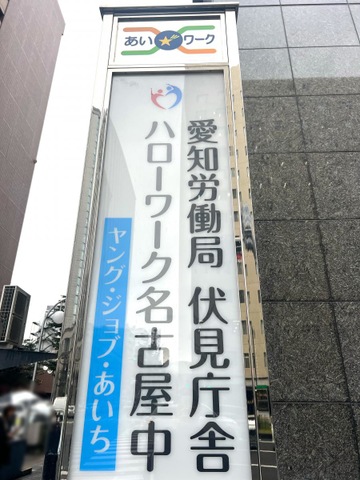 あい★ワーク
愛知労働局 伏見庁舎
ハローワーク名古屋中
ヤング・ジョブ・あいち